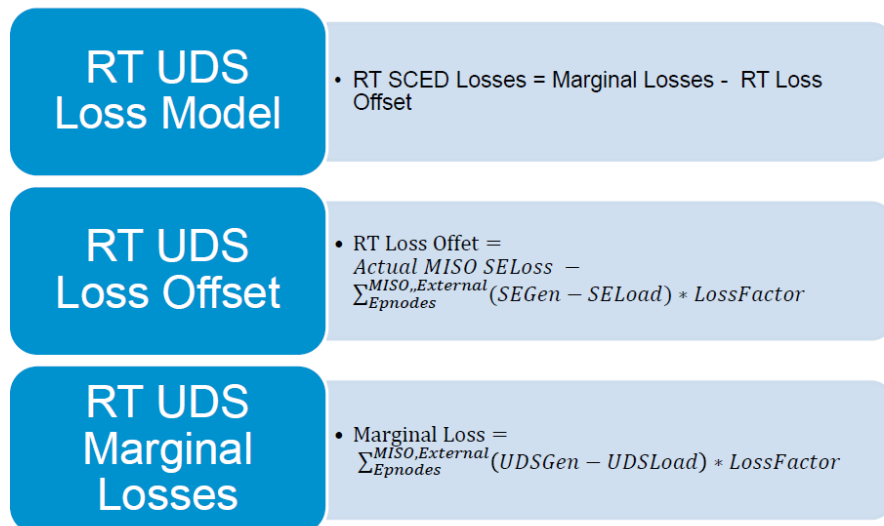 RT UDS
Loss Model
• RT SCED Losses = Marginal Losses - RT Loss
Offset
RT UDS
Loss Offset
• RT Loss Offet =
Actual MISO SELoss −
∑_{Epnodes}^{MISO,,External}(SEGen − SELoad) ∗ LossFactor
RT UDS
Marginal
Losses
• Marginal Loss =
∑_{Epnodes}^{MISO,External}(UDSGen − UDSLoad) ∗ LossFactor